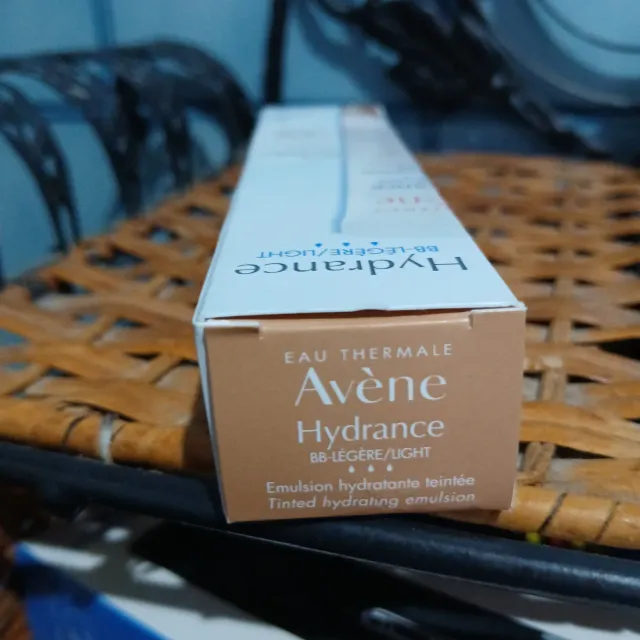 Hydrance
BB-LÉGÈRE/LIGHT
EAU THERMALE
Avène
Hydrance
BB-LÉGÈRE/LIGHT
Emulsion hydratante teintée
Tinted hydrating emulsion